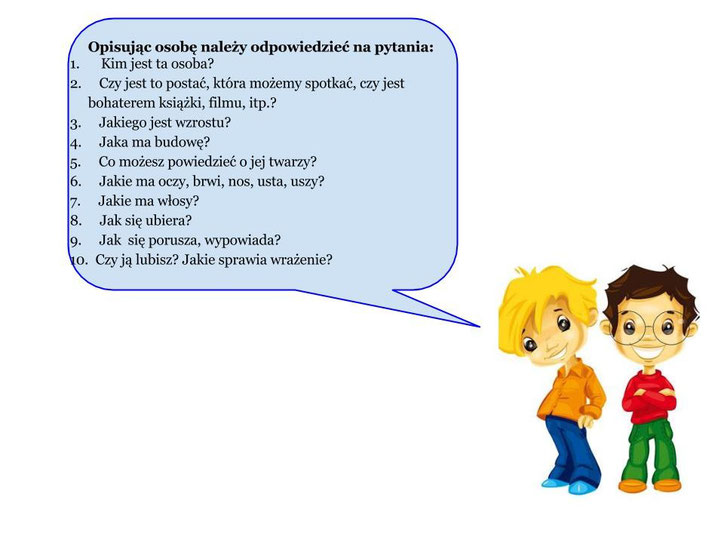 Opisując osobę należy odpowiedzieć na pytania:
1. Kim jest ta osoba?
2. Czy jest to postać, która możemy spotkać, czy jest
bohaterem książki, filmu, itp.?
3. Jakiego jest wzrostu?
4. Jaka ma budowę?
5. Co możesz powiedzieć o jej twarzy?
6. Jakie ma oczy, brwi, nos, usta, uszy?
7. Jakie ma włosy?
8. Jak się ubiera?
9. Jak się porusza, wypowiada?
10. Czy ją lubisz? Jakie sprawia wrażenie?